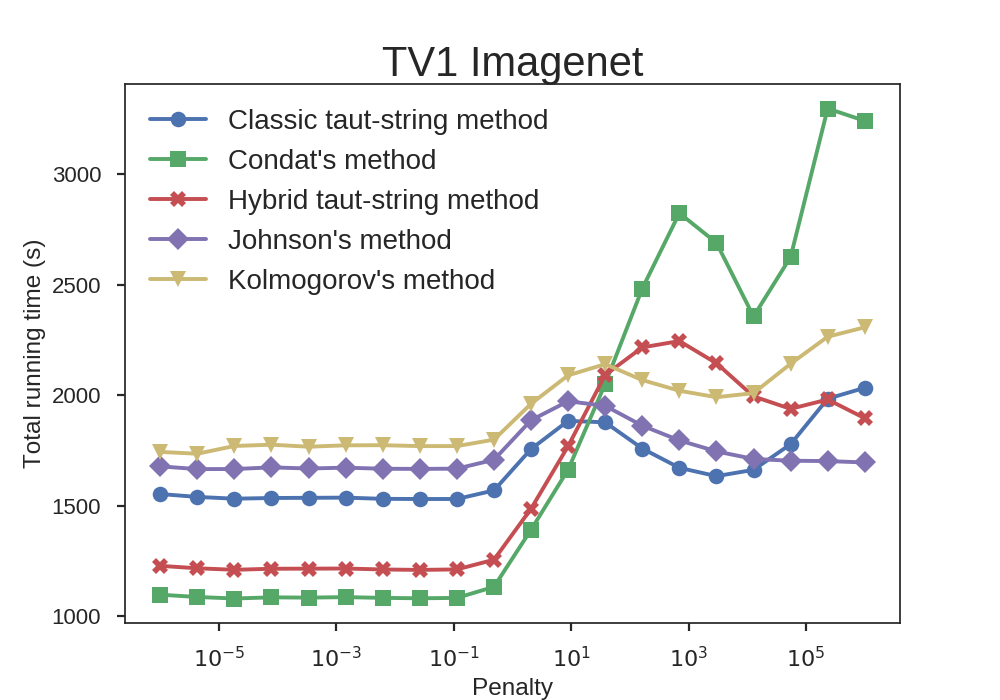 TV1 Imagenet
Classic taut-string method
Condat's method
Hybrid taut-string method
Johnson's method
Kolmogorov's method
Total running time (s)
3000
2500
2000
1500
1000
10⁻⁵ 10⁻³ 10⁻¹ 10¹ 10³ 10⁵
Penalty